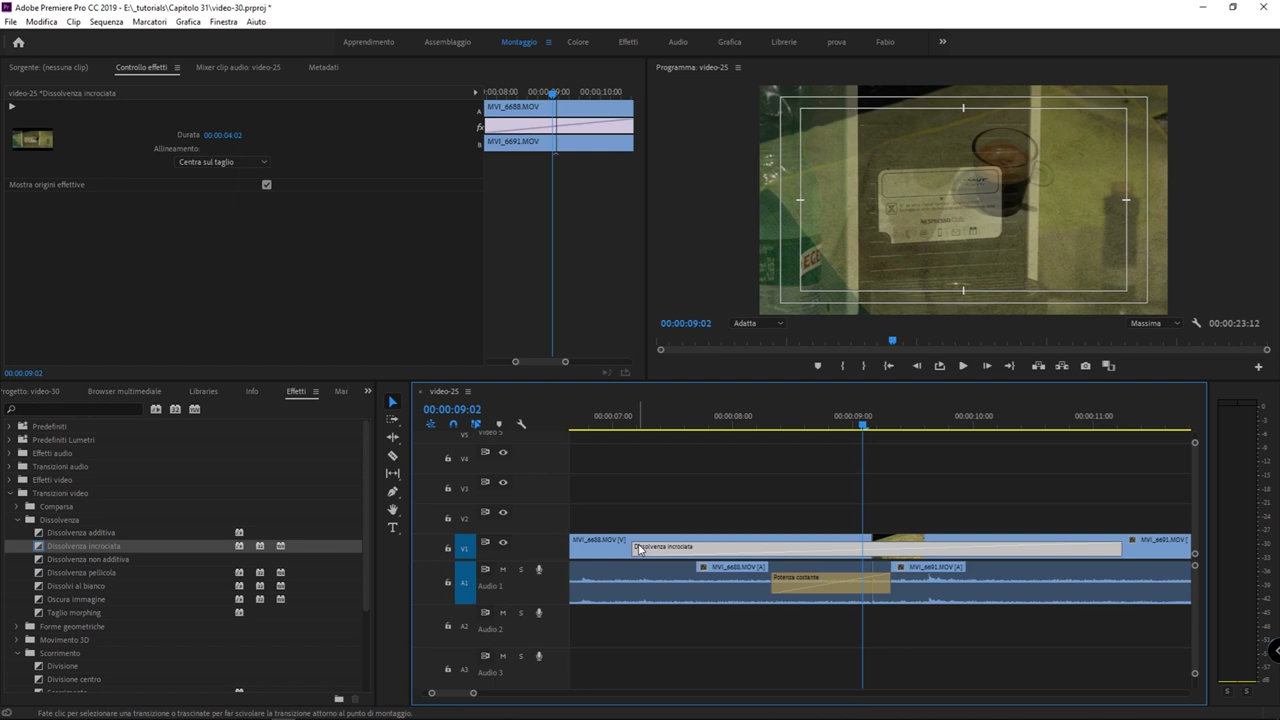 Adobe Premiere Pro CC 2019 - E:\_tutorials\Capitolo 31\video-30.prproj *
File Modifica Clip Sequenza Marcatori Grafica Finestra Aiuto
Apprendimento Assemblaggio Montaggio Colore Effetti Audio Grafica Librerie prova Fabio
Sorgente: (nessuna clip) Controllo effetti Mixer clip audio: video-25 Metadati
Programma: video-25
video-25 *Dissolvenza incrociata
:00:08:00 00:00:09:00 00:00:10:00
A MVI_6688.MOV
fx
B MVI_6691.MOV
Durata 00:00:04:02
Allineamento:
Centra sul taglio
Mostra origini effettive
00:00:09:02 Adatta Massima 00:00:23:12
00:00:09:02
rogetto: video-30 Browser multimediale Libraries Info Effetti Mar
video-25
00:00:09:02
00:00:07:00 00:00:08:00 00:00:09:00 00:00:10:00 00:00:11:00
Predefiniti
Predefiniti Lumetri
Effetti audio
Transizioni audio
Effetti video
Transizioni video
Comparsa
Dissolvenza
Dissolvenza additiva
Dissolvenza incrociata
Dissolvenza non additiva
Dissolvenza pellicola
Dissolvi al bianco
Oscura immagine
Taglio morphing
Forme geometriche
Movimento 3D
Scorrimento
Divisione
Divisione centro
V5 Video 5
V4
V3
V2
V1
MVI_6688.MOV [V] Dissolvenza incrociata MVI_6691.MOV [
A1 M S Audio 1
MVI_6688.MOV [A] Potenza costante MVI_6691.MOV [A]
A2 M S Audio 2
A3 M S Audio 3
S S
Fate clic per selezionare una transizione o trascinate per far scivolare la transizione attorno al punto di montaggio.